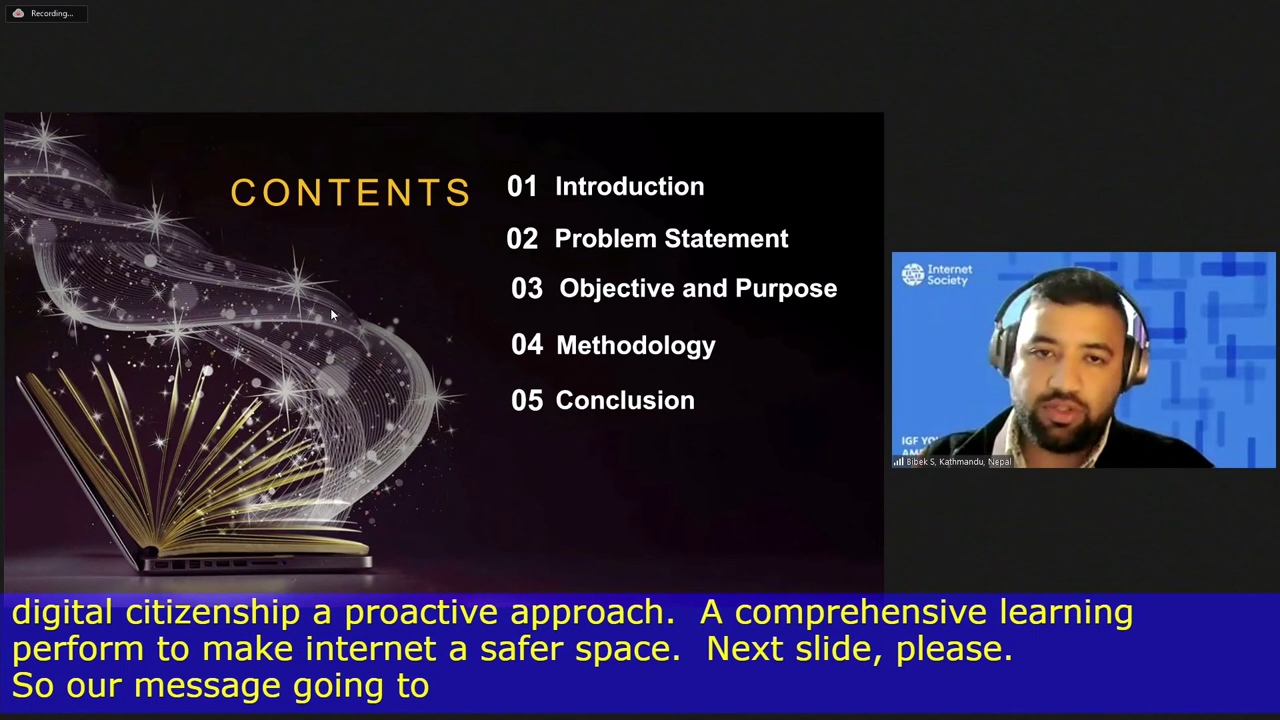 Recording...
CONTENTS
01 Introduction
02 Problem Statement
03 Objective and Purpose
04 Methodology
05 Conclusion
Internet
Society
IGF YO
AM
Bibek S, Kathmandu, Nepal
digital citizenship a proactive approach. A comprehensive learning
perform to make internet a safer space. Next slide, please.
So our message going to